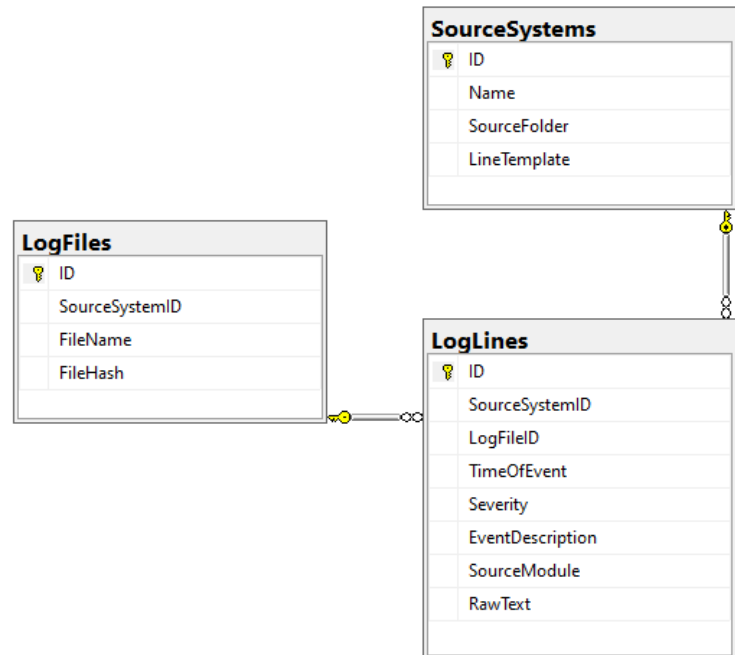 SourceSystems
ID
Name
SourceFolder
LineTemplate
LogFiles
ID
SourceSystemID
FileName
FileHash
LogLines
ID
SourceSystemID
LogFileID
TimeOfEvent
Severity
EventDescription
SourceModule
RawText